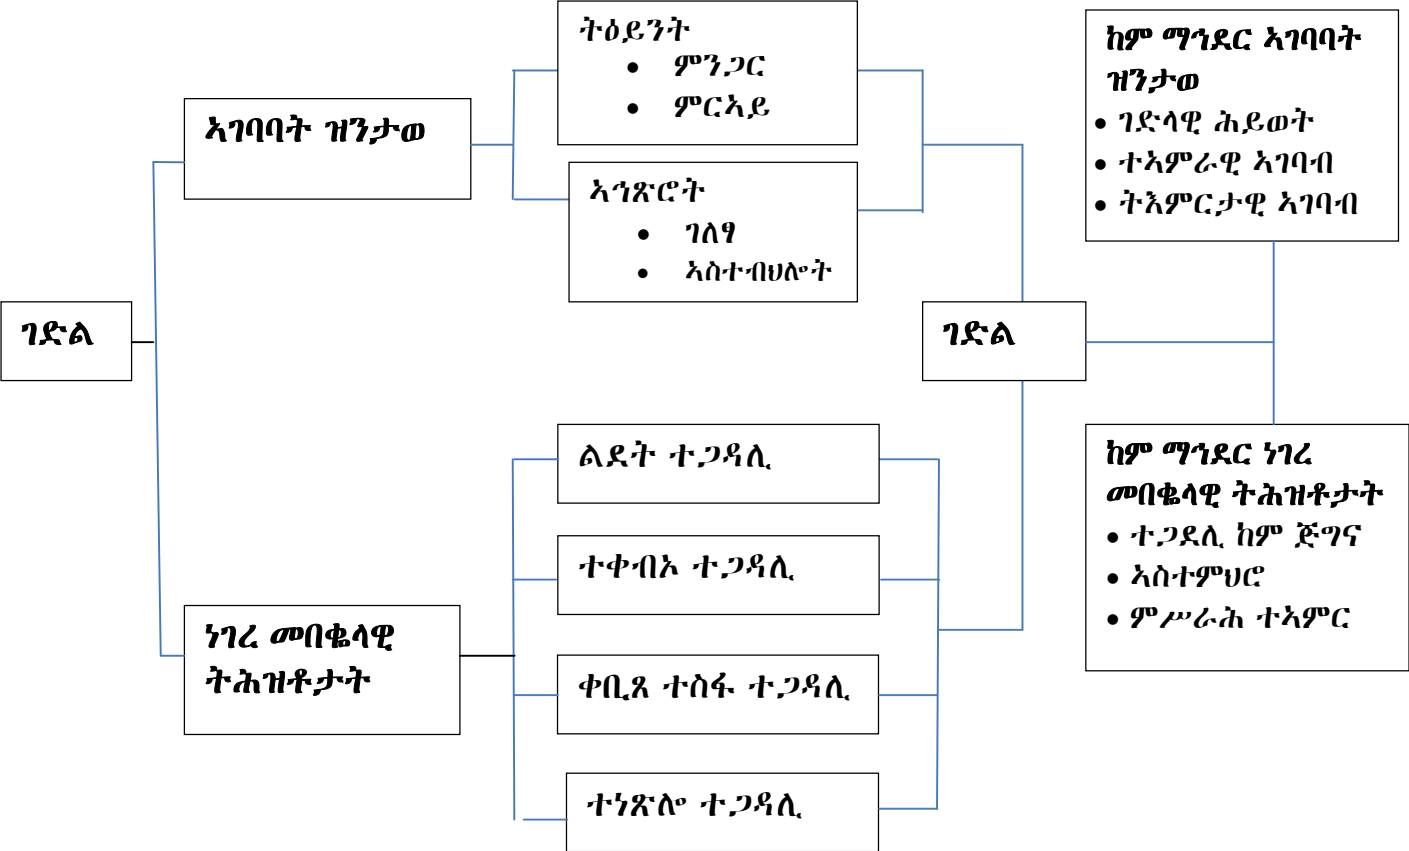 ገድል
ኣገባባት ዝንታወ
ነገረ መበቈላዊ
ትሕዝቶታት
ትዕይንት
• ምንጋር
• ምርኣይ
ኣኅጽሮት
• ገለፃ
• ኣስተብህሎት
ልደት ተጋዳሊ
ተቀብኦ ተጋዳሊ
ቀቢጸ ተስፋ ተጋዳሊ
ተነጽሎ ተጋዳሊ
ገድል
ከም ማኅደር ኣገባባት
ዝንታወ
• ገድላዊ ሕይወት
• ተኣምራዊ ኣገባብ
• ትእምርታዊ ኣገባብ
ከም ማኅደር ነገረ
መበቈላዊ ትሕዝቶታት
• ተጋደሊ ከም ጅግና
• ኣስተምህሮ
• ምሥራሕ ተኣምር